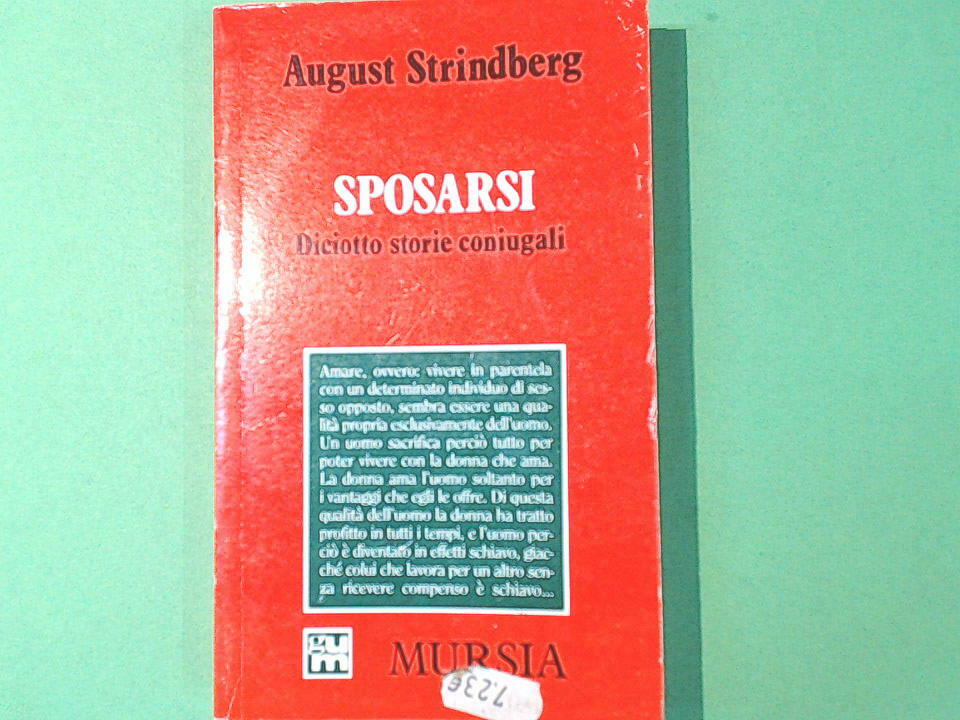 August Strindberg
SPOSARSI
Diciotto storie coniugali
Amare, ovvero: vivere in parentela
con un determinato individuo di ses-
so opposto, sembra essere una qua-
lità propria esclusivamente dell'uomo.
Un uomo sacrifica perciò tutto per
poter vivere con la donna che ama.
La donna ama l'uomo soltanto per
i vantaggi che egli le offre. Di questa
qualità dell'uomo la donna ha tratto
profitto in tutti i tempi, e l'uomo per-
ciò è diventato in effetti schiavo, giac-
ché colui che lavora per un altro sen-
za ricevere compenso è schiavo...
gum
MURSIA
7.23€